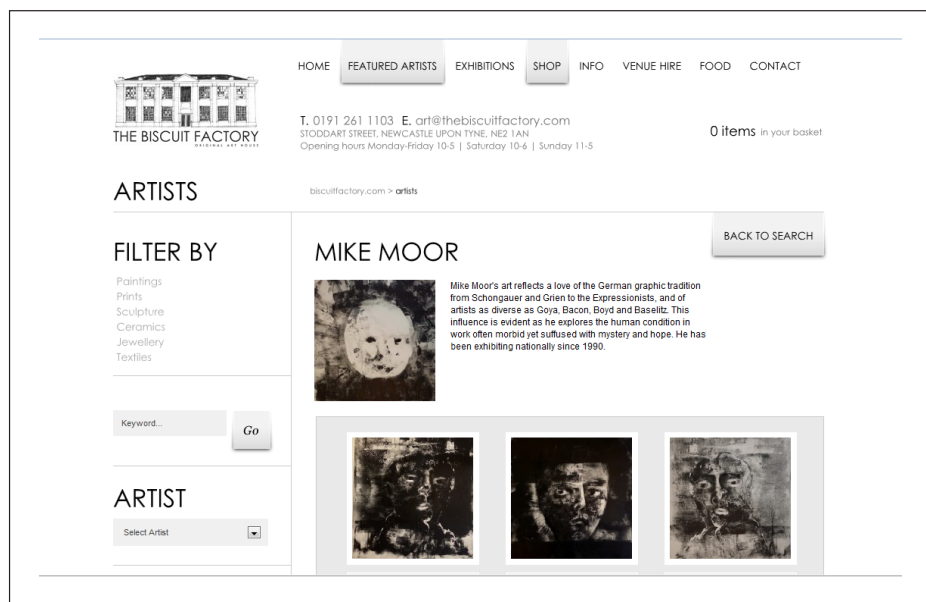 HOME FEATURED ARTISTS EXHIBITIONS SHOP INFO VENUE HIRE FOOD CONTACT
THE BISCUIT FACTORY
ORIGINAL ART HOUSE
T. 0191 261 1103 E. art@thebiscuitfactory.com
STODDART STREET, NEWCASTLE UPON TYNE, NE2 1AN
Opening hours Monday-Friday 10-5 | Saturday 10-6 | Sunday 11-5
0 items in your basket
ARTISTS
biscuitfactory.com > artists
FILTER BY
Paintings
Prints
Sculpture
Ceramics
Jewellery
Textiles
Keyword...
Go
ARTIST
Select Artist
BACK TO SEARCH
MIKE MOOR
Mike Moor's art reflects a love of the German graphic tradition
from Schongauer and Grien to the Expressionists, and of
artists as diverse as Goya, Bacon, Boyd and Baselitz. This
influence is evident as he explores the human condition in
work often morbid yet suffused with mystery and hope. He has
been exhibiting nationally since 1990.